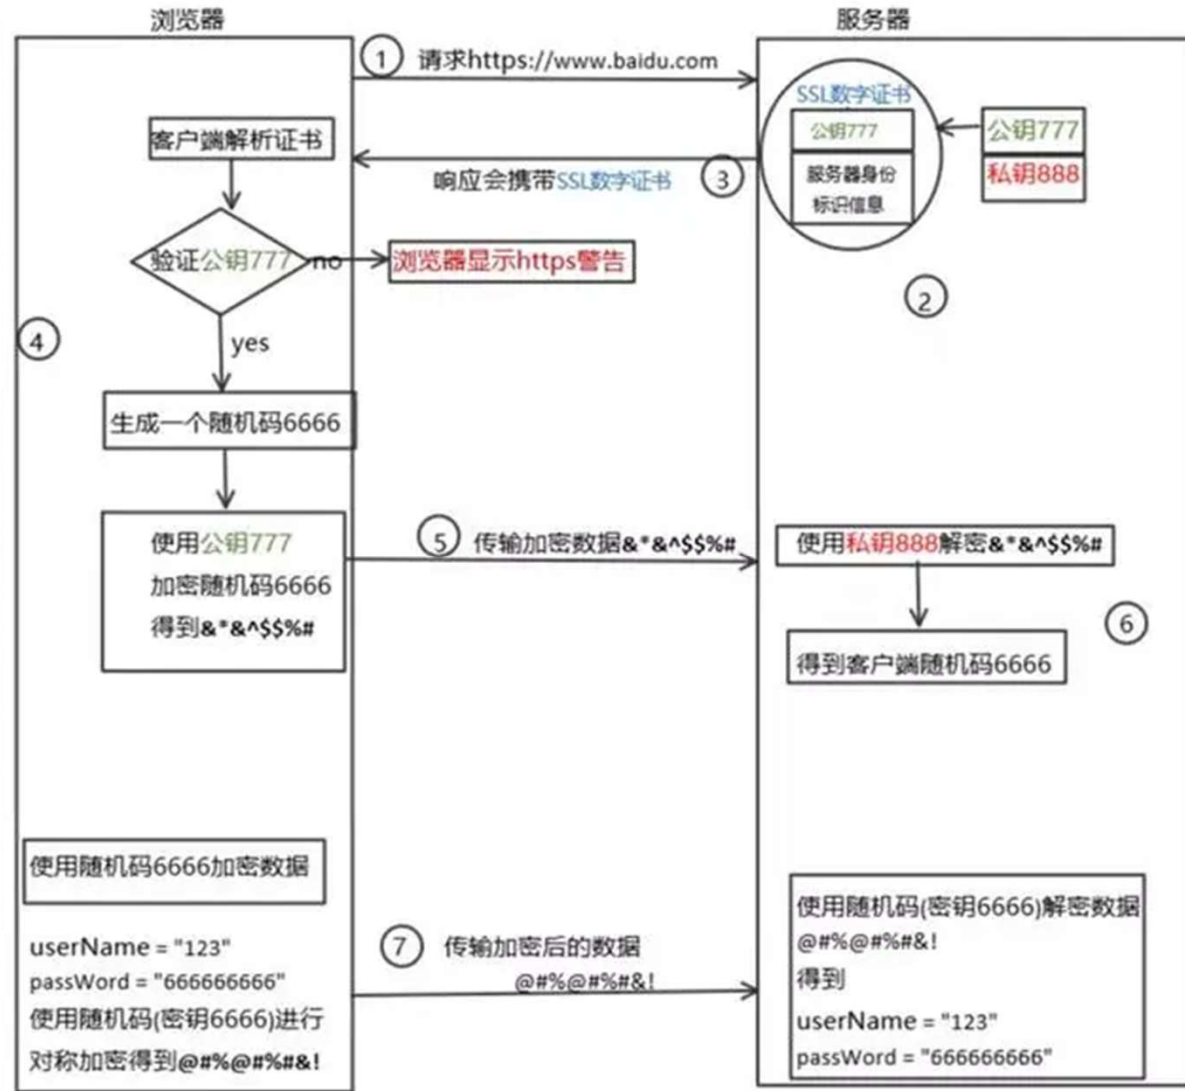 浏览器
服务器
① 请求https://www.baidu.com
SSL数字证书
公钥777
服务器身份
标识信息
公钥777
私钥888
②
响应会携带SSL数字证书 ③
客户端解析证书
验证公钥777
no
浏览器显示https警告
④
yes
生成一个随机码6666
使用公钥777
加密随机码6666
得到&*&^$$%#
⑤ 传输加密数据&*&^$$%#
使用私钥888解密&*&^$$%#
⑥
得到客户端随机码6666
使用随机码6666加密数据
userName = "123"
passWord = "666666666"
使用随机码(密钥6666)进行
对称加密得到@#%@#%#&!
⑦ 传输加密后的数据
@#%@#%#&!
使用随机码(密钥6666)解密数据
@#%@#%#&!
得到
userName = "123"
passWord = "666666666"